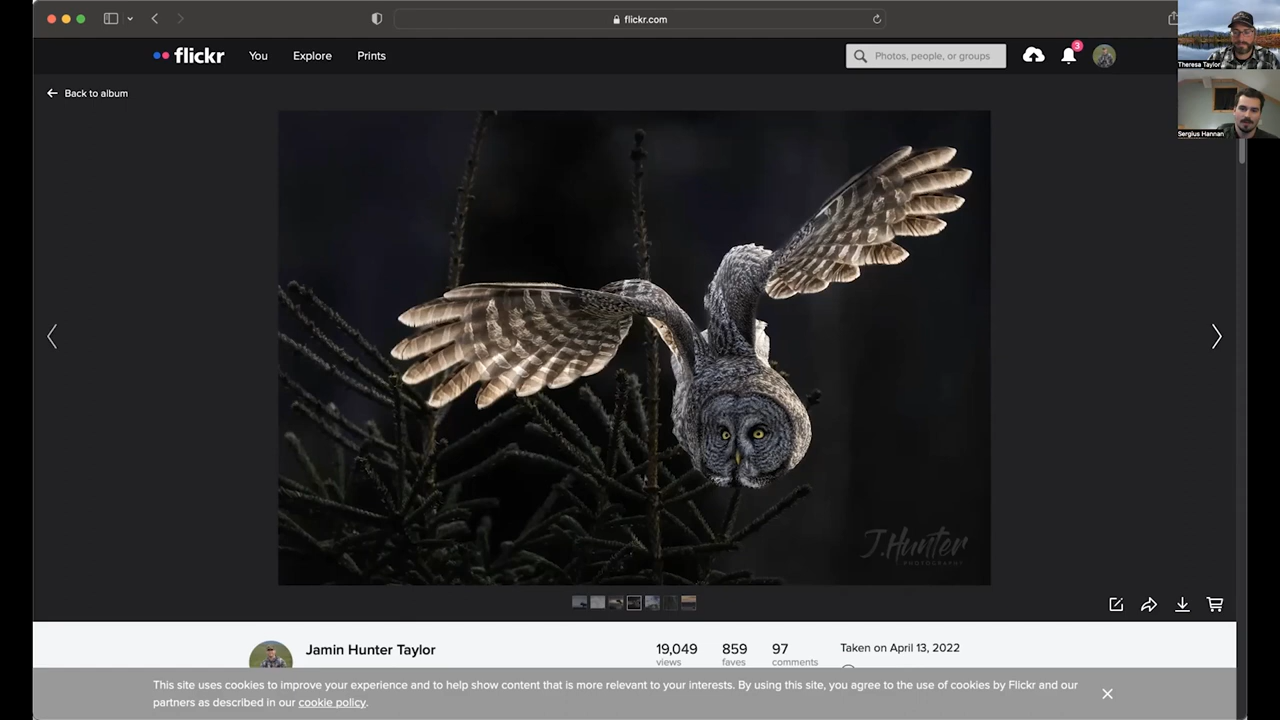 flickr.com
flickr
You
Explore
Prints
Photos, people, or groups
3
Theresa Taylor
Sergius Hannan
Back to album
J.Hunter
PHOTOGRAPHY
Jamin Hunter Taylor
19,049
views
859
faves
97
comments
Taken on April 13, 2022
This site uses cookies to improve your experience and to help show content that is more relevant to your interests. By using this site, you agree to the use of cookies by Flickr and our
partners as described in our cookie policy.